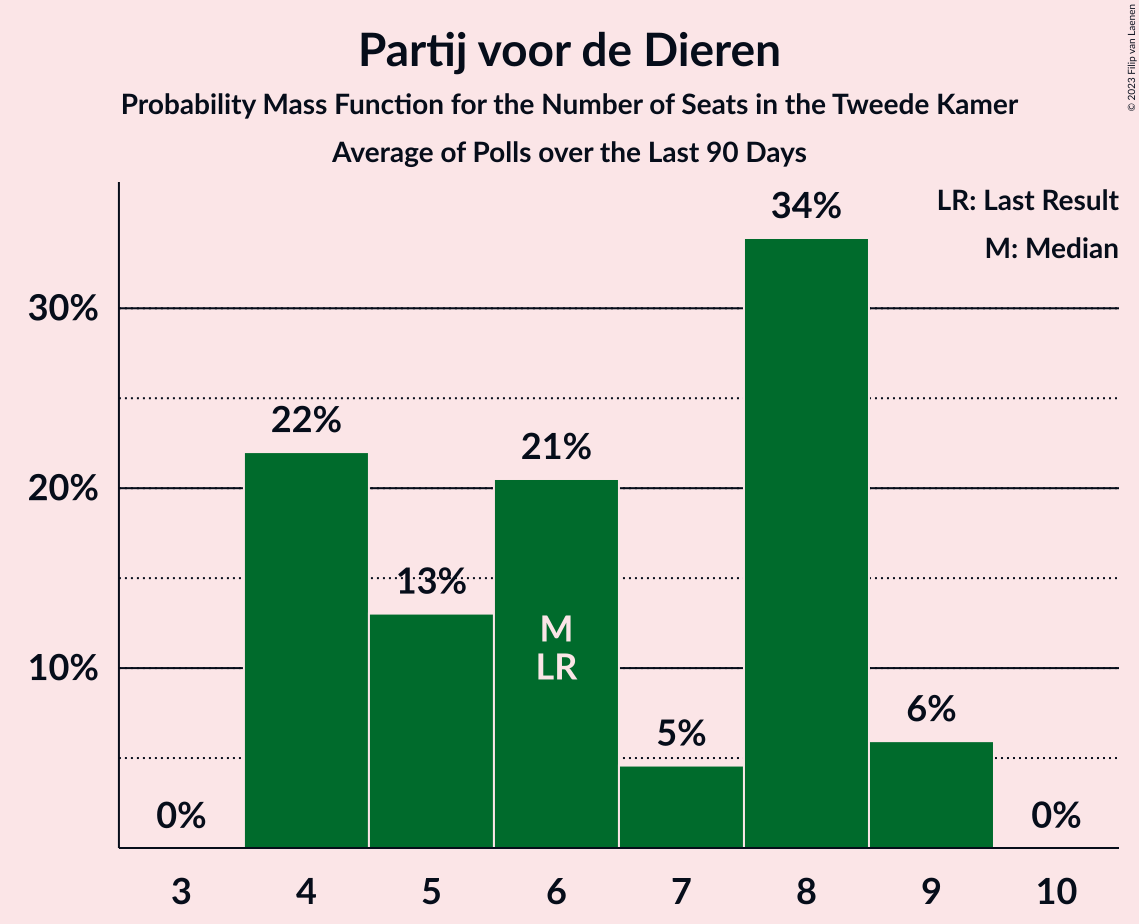 Partij voor de Dieren
Probability Mass Function for the Number of Seats in the Tweede Kamer
Average of Polls over the Last 90 Days
© 2023 Filip van Laenen
LR: Last Result
M: Median
34%
30%
22%
21%
20%
13%
M
LR
10%
6%
5%
0%
0%
3 4 5 6 7 8 9 10